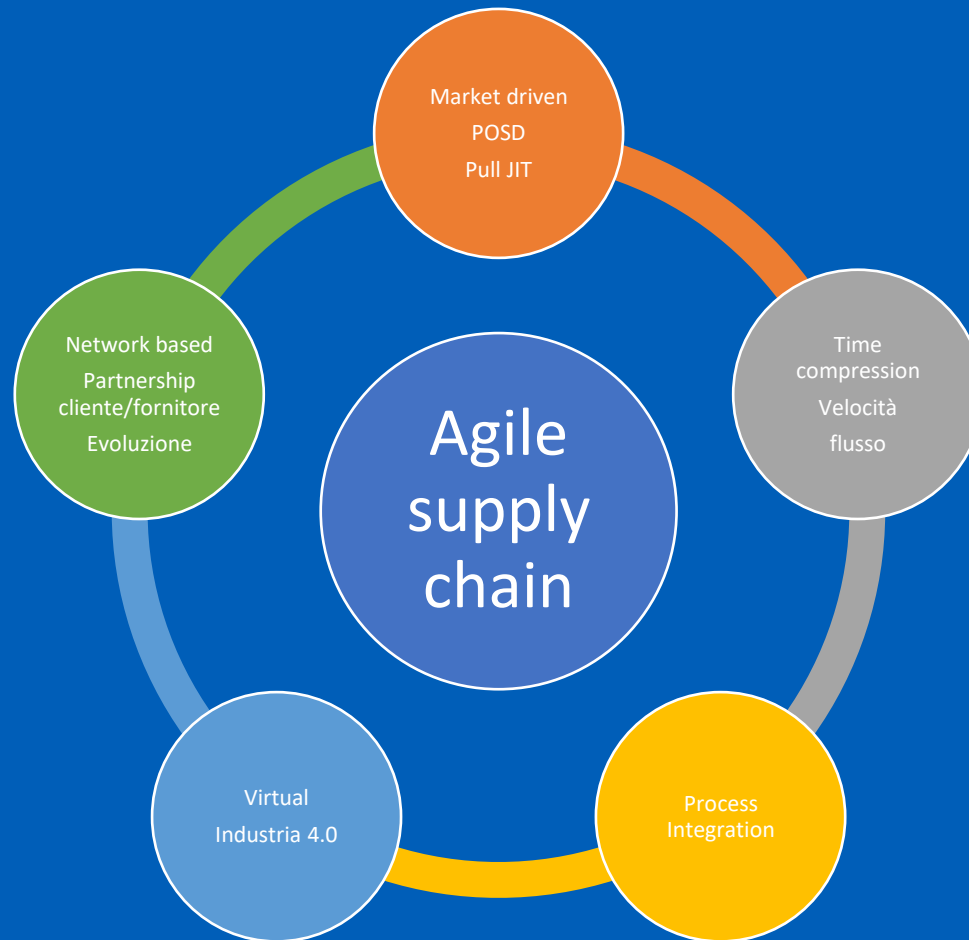 Market driven
POSD
Pull JIT
Network based
Partnership
cliente/fornitore
Evoluzione
Time
compression
Velocità
flusso
Agile
supply
chain
Virtual
Industria 4.0
Process
Integration